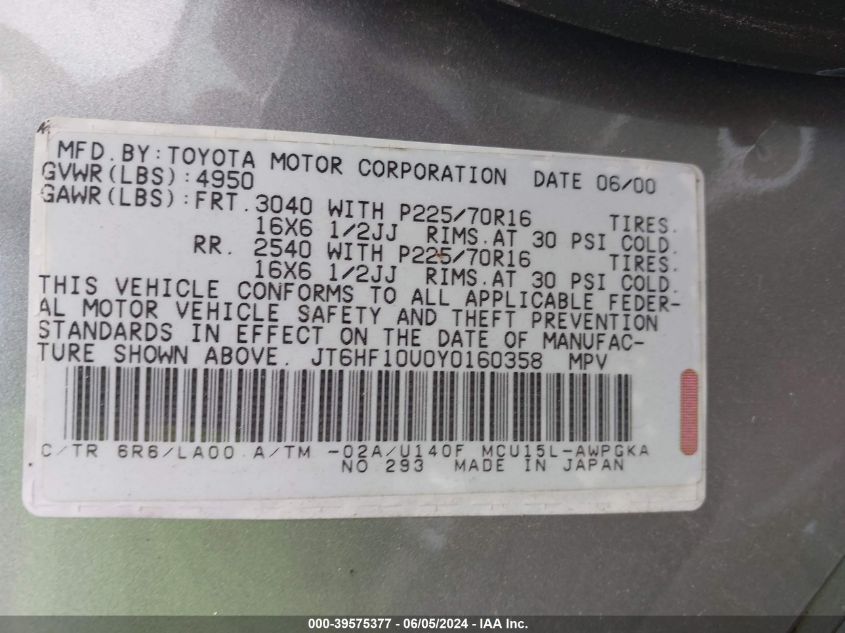 MFD. BY: TOYOTA MOTOR CORPORATION DATE 06/00
GVWR(LBS): 4950
GAWR(LBS): FRT. 3040 WITH P225/70R16 TIRES.
16X6 1/2JJ RIMS. AT 30 PSI COLD.
RR. 2540 WITH P225/70R16 TIRES.
16X6 1/2JJ RIMS. AT 30 PSI COLD.
THIS VEHICLE CONFORMS TO ALL APPLICABLE FEDER-
AL MOTOR VEHICLE SAFETY AND THEFT PREVENTION
STANDARDS IN EFFECT ON THE DATE OF MANUFAC-
TURE SHOWN ABOVE. JT6HF10U0Y0160358 MPV
C/TR 6R6/LA00 A/TM -02A/U140F MCU15L-AWPGKA
NO 293 MADE IN JAPAN
000-39575377 - 06/05/2024 - IAA Inc.